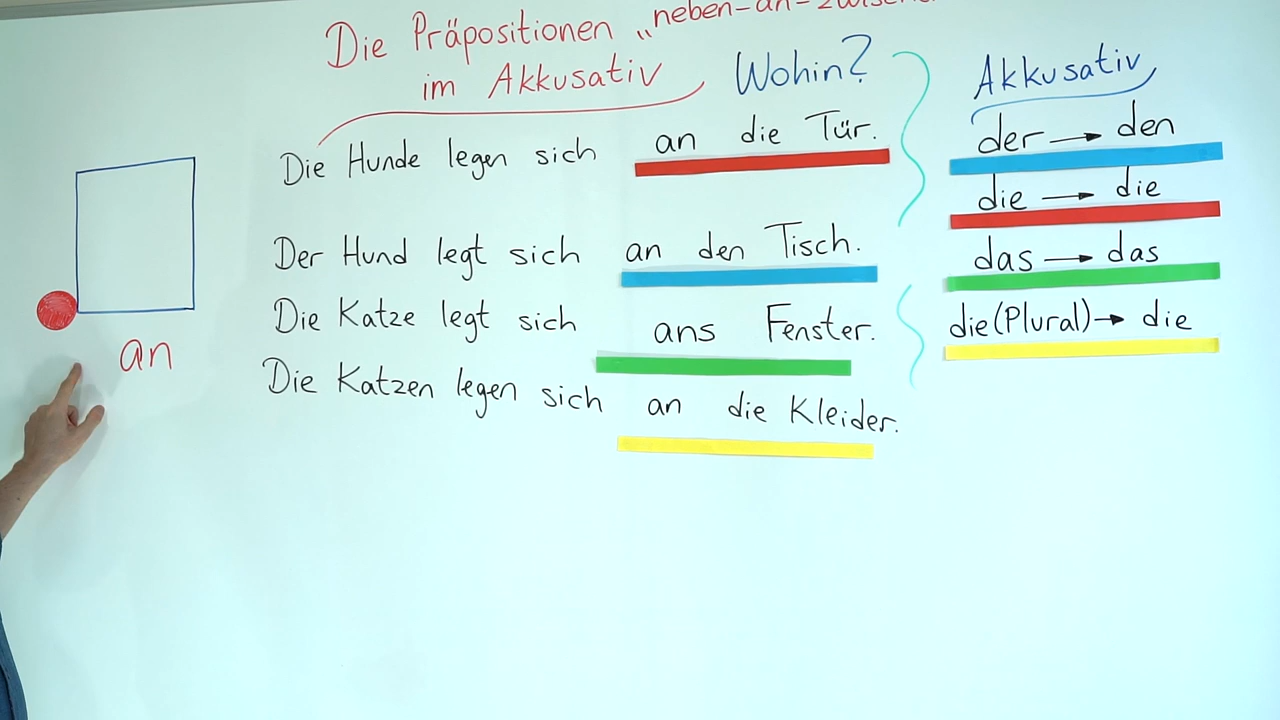 Die Präpositionen „neben-an-
im Akkusativ Wohin?
Die Hunde legen sich an die Tür.
Der Hund legt sich an den Tisch.
Die Katze legt sich ans Fenster.
Die Katzen legen sich an die Kleider.
an
Akkusativ
der → den
die → die
das → das
die (Plural) → die